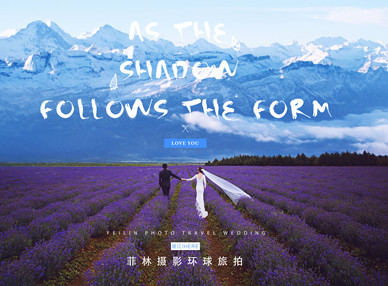 AS THE
SHADOW
FOLLOWS THE FORM
LOVE YOU
FEILIN PHOTO TRAVEL WEDDING
菲林摄影环球旅拍